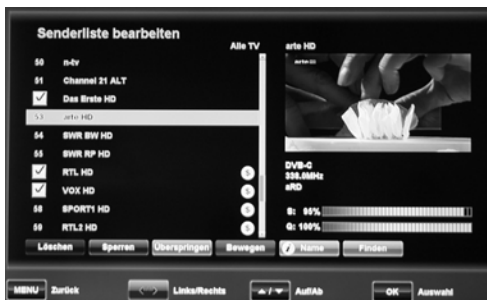 Senderliste bearbeiten
Alle TV
arte HD
50 n-tv
51 Channel 21 ALT
Das Erste HD
53 arte HD
54 SWR BW HD
55 SWR RP HD
RTL HD $
VOX HD $
58 SPORT1 HD $
59 RTL2 HD $
DVB-C
338.0MHz
ARD
S: 95%
Q: 100%
Löschen Sperren Überspringen Bewegen Name Finden
MENU Zurück < > Links/Rechts ▲/▼ Auf/Ab OK Auswahl